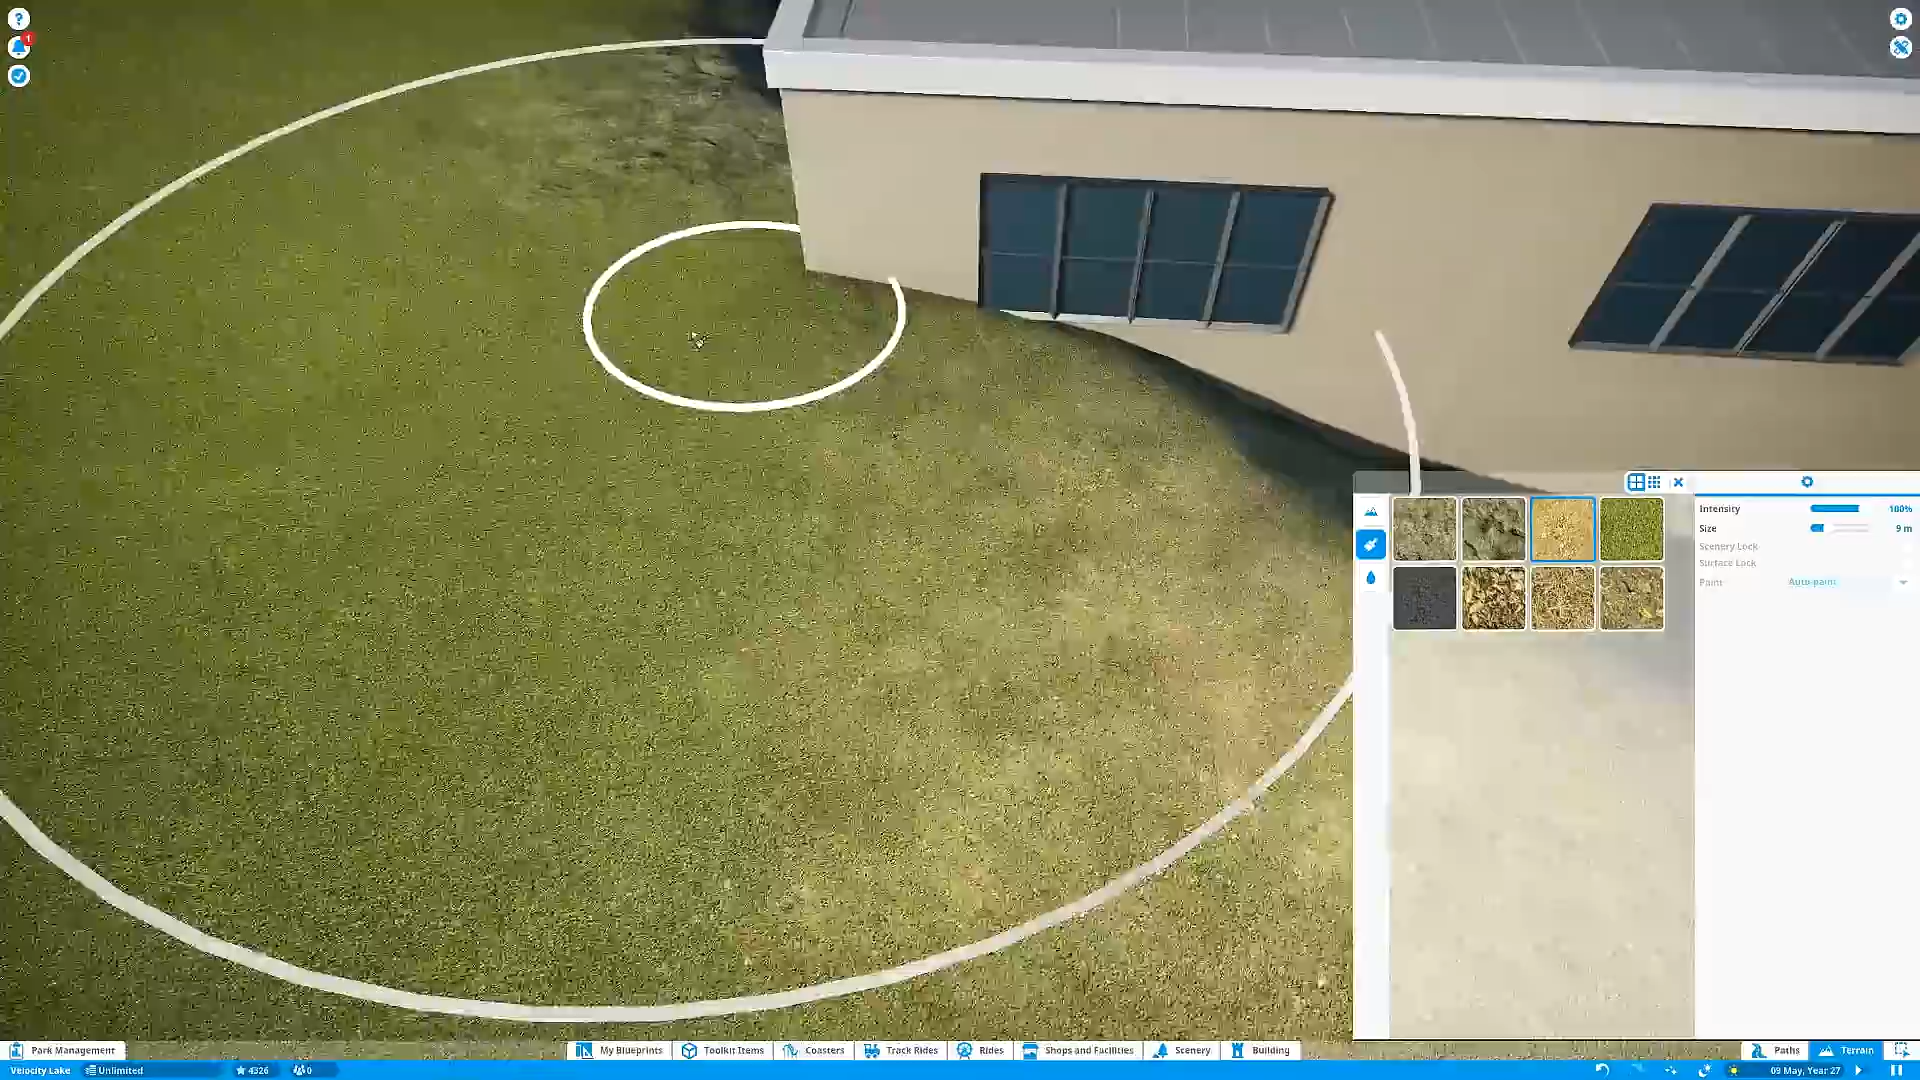 ?
1
Intensity 100%
Size 9 m
Scenery Lock
Surface Lock
Paint Auto-paint
Park Management My Blueprints Toolkit Items Coasters Track Rides Rides Shops and Facilities Scenery Building Paths Terrain
Velocity Lake Unlimited 4326 0 09 May, Year 27